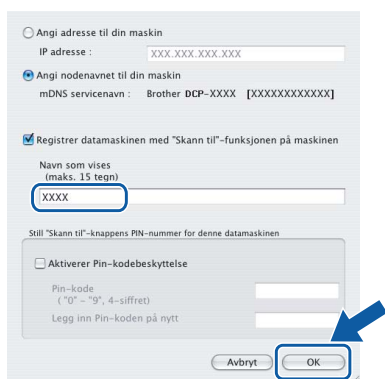 Angi adresse til din maskin
IP adresse : XXX.XXX.XXX.XXX
Angi nodenavnet til din maskin
mDNS servicenavn : Brother DCP-XXXX [XXXXXXXXXXXX]
Registrer datamaskinen med "Skann til"-funksjonen på maskinen
Navn som vises
(maks. 15 tegn)
XXXX
Still "Skann til"-knappens PIN-nummer for denne datamaskinen
Aktiverer Pin-kodebeskyttelse
Pin-kode
( "0" - "9", 4-siffret)
Legg inn Pin-koden på nytt
Avbryt OK